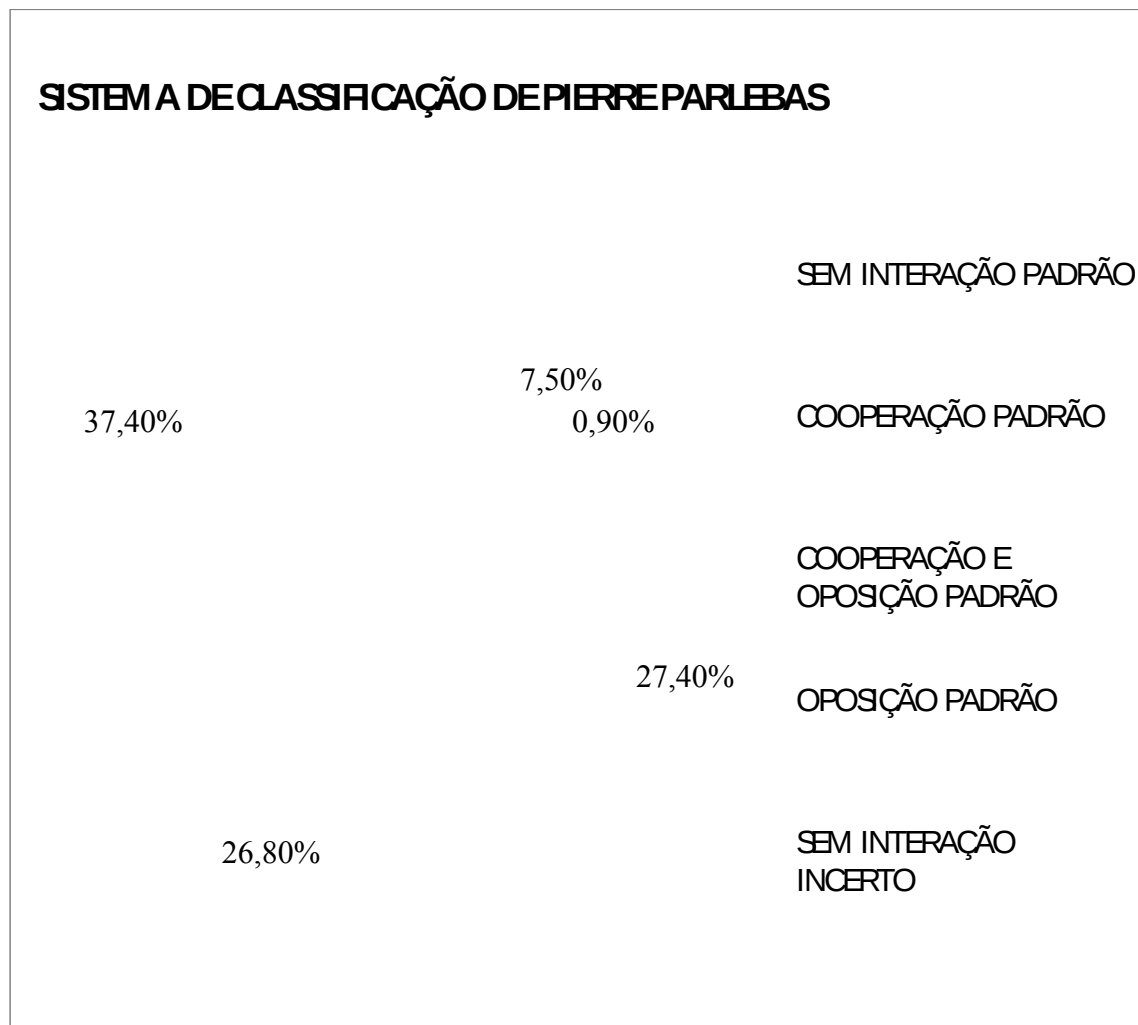 SISTEMA DE CLASSIFICAÇÃO DE PIERRE PARLEBAS
SEM INTERAÇÃO PADRÃO
7,50%
37,40%
0,90%
COOPERAÇÃO PADRÃO
COOPERAÇÃO E
OPOSIÇÃO PADRÃO
27,40%
OPOSIÇÃO PADRÃO
26,80%
SEM INTERAÇÃO
INCERTO